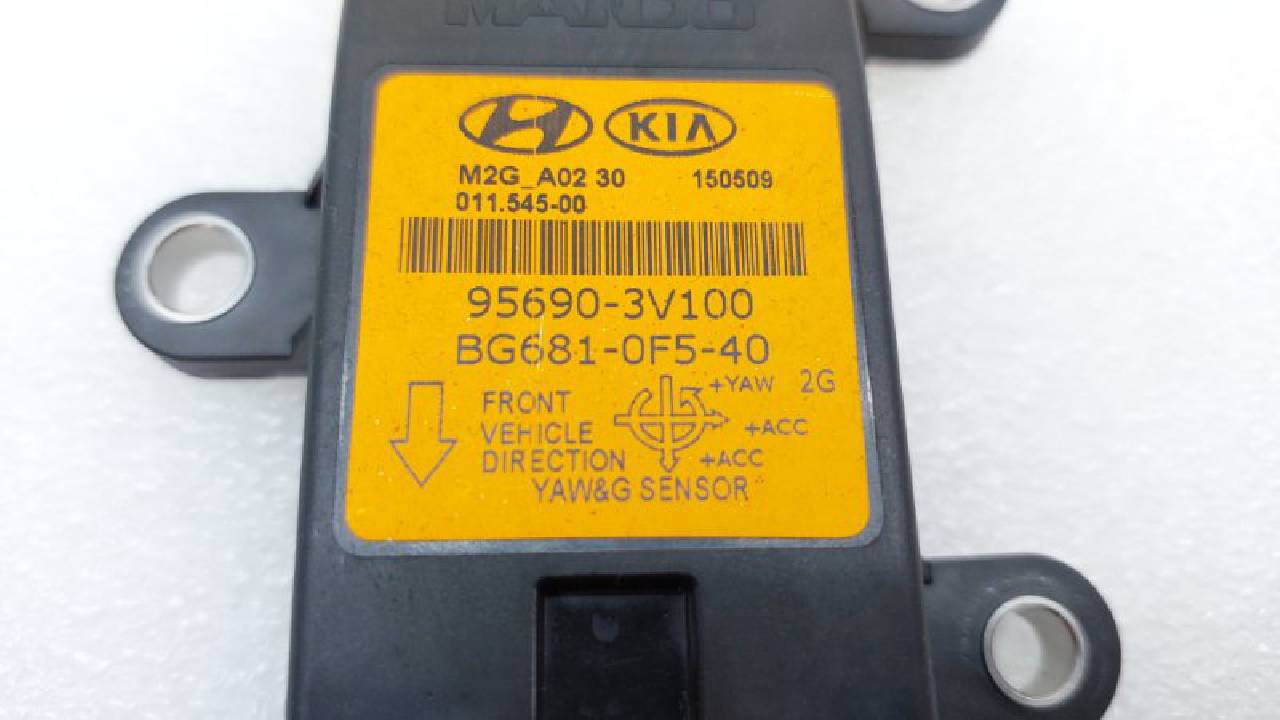 MANDO
KIA
M2G_A02 30 150509
011.545-00
95690-3V100
BG681-0F5-40
FRONT
VEHICLE
DIRECTION
+YAW 2G
+ACC
+ACC
YAW&G SENSOR